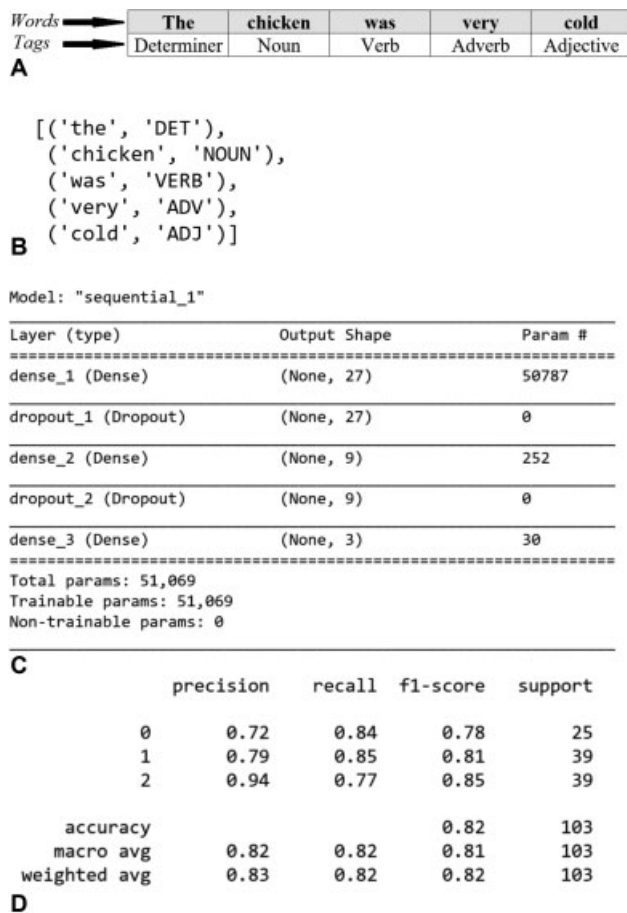 Words The chicken was very cold
Tags Determiner Noun Verb Adverb Adjective
A
[('the', 'DET'),
('chicken', 'NOUN'),
('was', 'VERB'),
('very', 'ADV'),
('cold', 'ADJ')]
B
Model: "sequential_1"
Layer (type) Output Shape Param #
=================================================================
dense_1 (Dense) (None, 27) 50787
dropout_1 (Dropout) (None, 27) 0
dense_2 (Dense) (None, 9) 252
dropout_2 (Dropout) (None, 9) 0
dense_3 (Dense) (None, 3) 30
=================================================================
Total params: 51,069
Trainable params: 51,069
Non-trainable params: 0
C
precision recall f1-score support
0 0.72 0.84 0.78 25
1 0.79 0.85 0.81 39
2 0.94 0.77 0.85 39
accuracy 0.82 103
macro avg 0.82 0.82 0.81 103
weighted avg 0.83 0.82 0.82 103
D